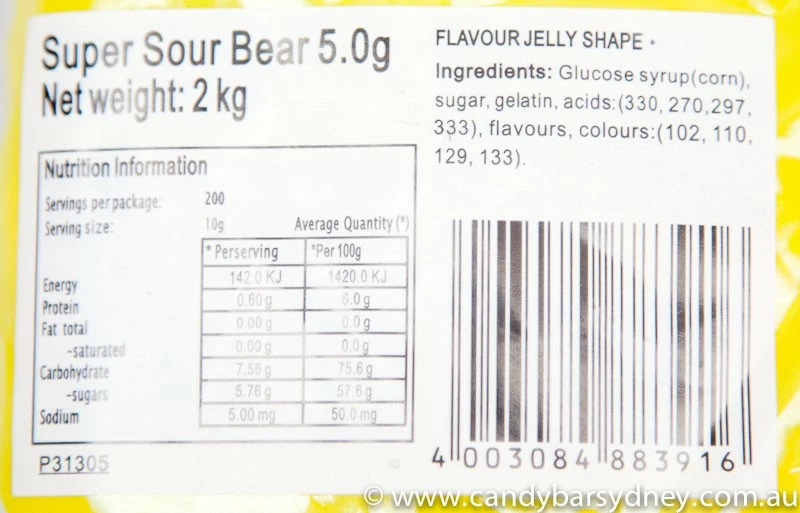 Super Sour Bear 5.0g
Net weight: 2 kg
Nutrition Information
Servings per package: 200
Serving size: 10g Average Quantity (*)
* Perserving *Per 100g
Energy 142.0 KJ 1420.0 KJ
Protein 0.60 g 6.0 g
Fat total 0.00 g 0.0 g
-saturated 0.00 g 0.0 g
Carbohydrate 7.56 g 75.6 g
-sugars 5.76 g 57.6 g
Sodium 5.00 mg 50.0 mg
P31305
FLAVOUR JELLY SHAPE •
Ingredients: Glucose syrup(corn),
sugar, gelatin, acids:(330, 270,297,
333), flavours, colours:(102, 110,
129, 133).
4 003084 883916
© www.candybarsydney.com.au